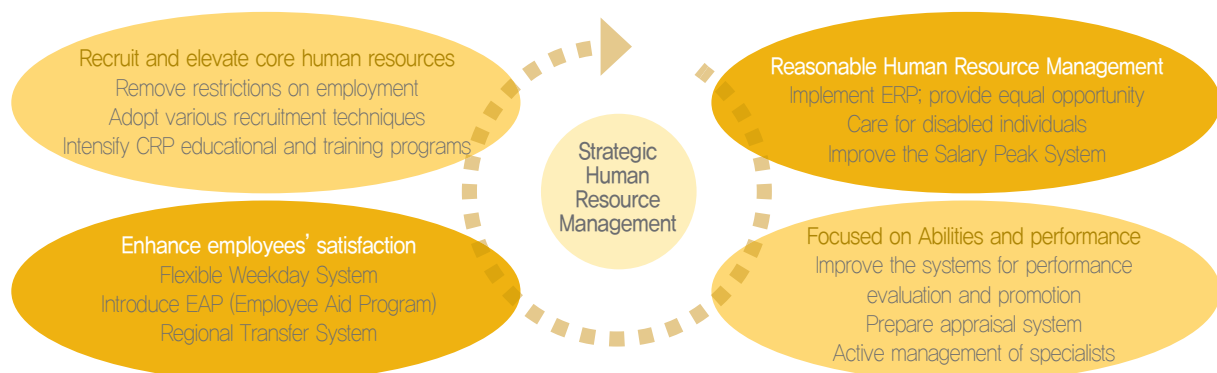 Recruit and elevate core human resources
Remove restrictions on employment
Adopt various recruitment techniques
Intensify CRP educational and training programs
Enhance employees’ satisfaction
Flexible Weekday System
Introduce EAP (Employee Aid Program)
Regional Transfer System
Strategic
Human
Resource
Management
Reasonable Human Resource Management
Implement ERP; provide equal opportunity
Care for disabled individuals
Improve the Salary Peak System
Focused on Abilities and performance
Improve the systems for performance
evaluation and promotion
Prepare appraisal system
Active management of specialists